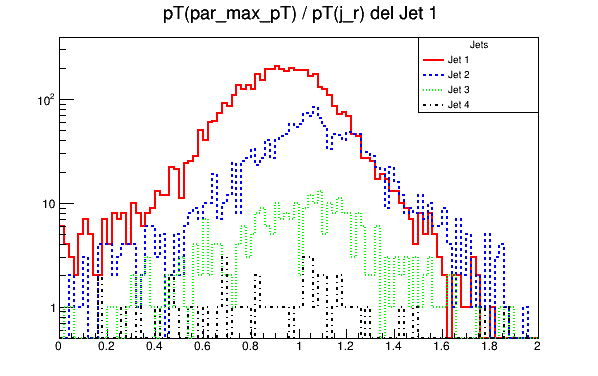 pT(par_max_pT) / pT(j_r) del Jet 1
Jets
Jet 1
Jet 2
Jet 3
Jet 4
10²
10
1
0 0.2 0.4 0.6 0.8 1 1.2 1.4 1.6 1.8 2